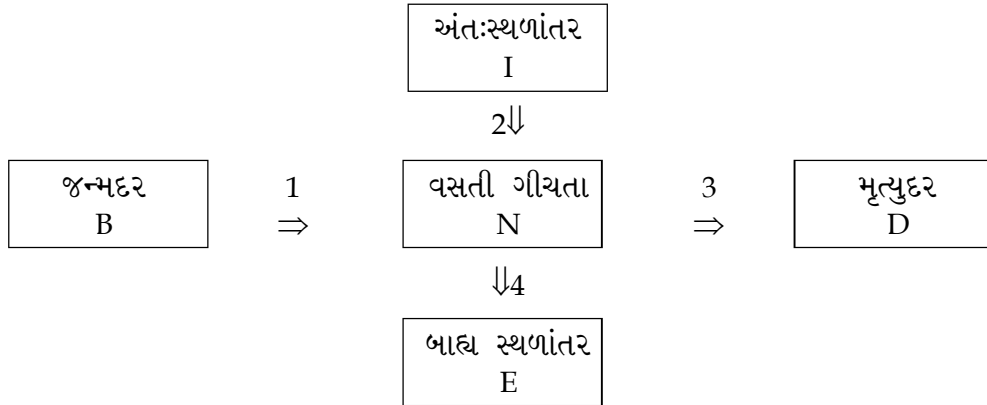 અંતઃસ્થળાંતર
I
2⇓
જન્મદર
B
1
⇒
વસતી ગીચતા
N
3
⇒
મૃત્યુદર
D
⇓4
બાહ્ય સ્થળાંતર
E